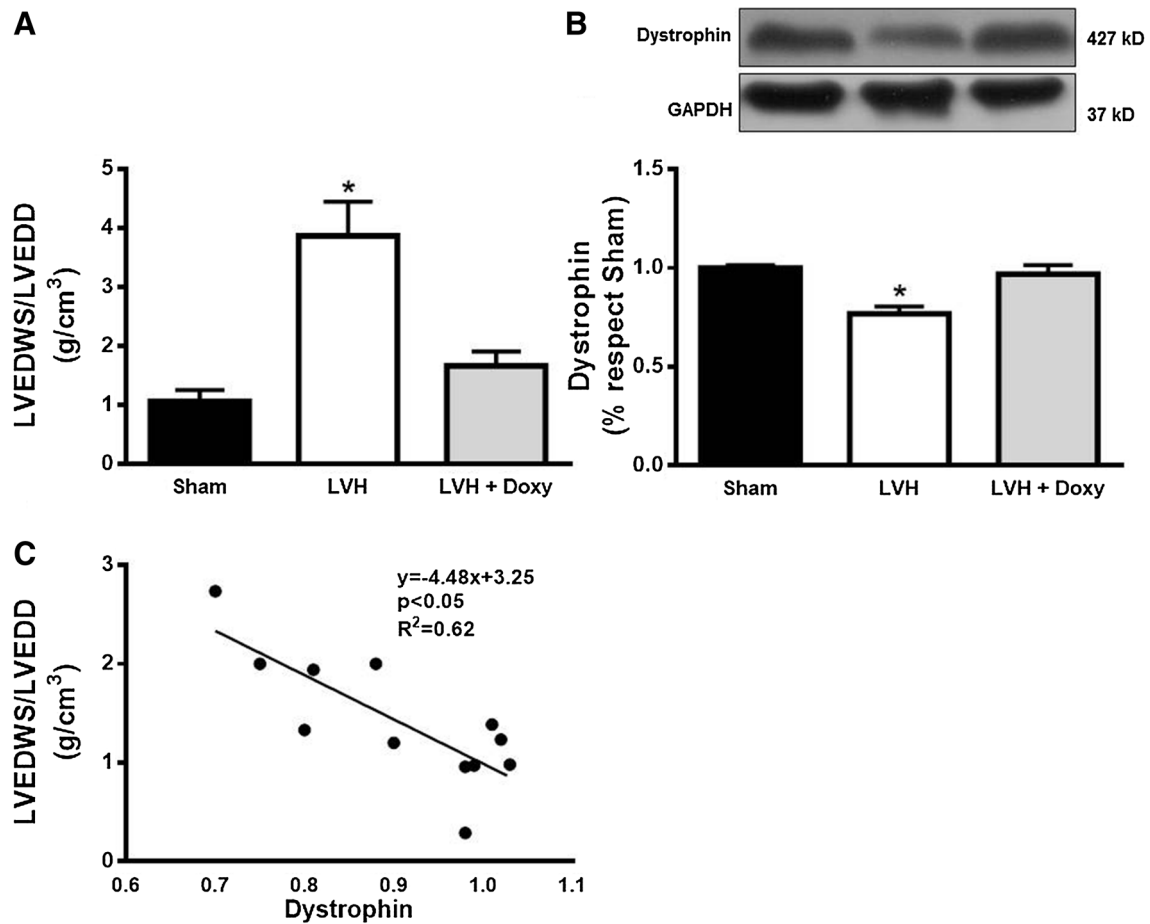 A
LVEDWS/LVEDD
(g/cm³)
5
4
3
2
1
0
*
Sham LVH LVH + Doxy
B
Dystrophin 427 kD
GAPDH 37 kD
Dystrophin
(% respect Sham)
1.5
1.0
0.5
0.0
*
Sham LVH LVH + Doxy
C
LVEDWS/LVEDD
(g/cm³)
3
2
1
0
y=-4.48x+3.25
p<0.05
R²=0.62
0.6 0.7 0.8 0.9 1.0 1.1
Dystrophin